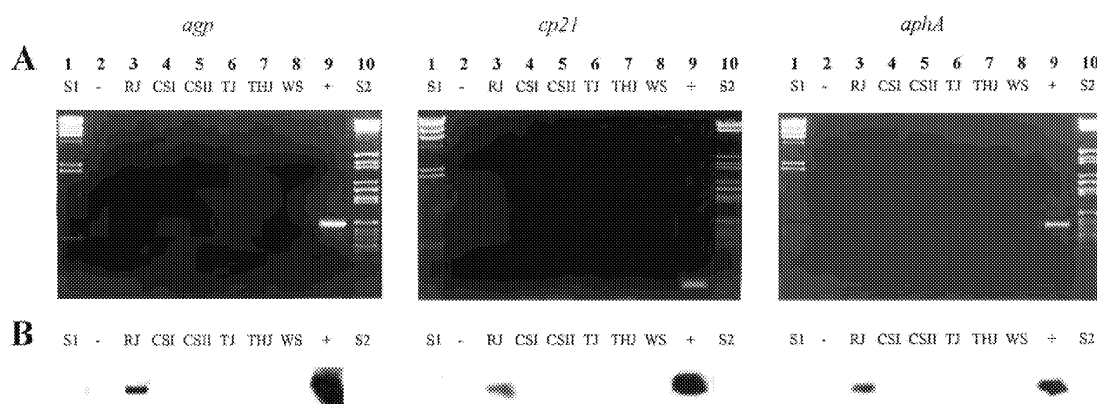 agp cp21 aphA
A 1 2 3 4 5 6 7 8 9 10 1 2 3 4 5 6 7 8 9 10 1 2 3 4 5 6 7 8 9 10
S1 - RJ CSI CSII TJ THJ WS + S2 S1 - RJ CSI CSII TJ THJ WS + S2 S1 - RJ CSI CSII TJ THJ WS + S2
B S1 - RJ CSI CSII TJ THJ WS + S2 S1 - RJ CSI CSII TJ THJ WS + S2 S1 - RJ CSI CSII TJ THJ WS + S2